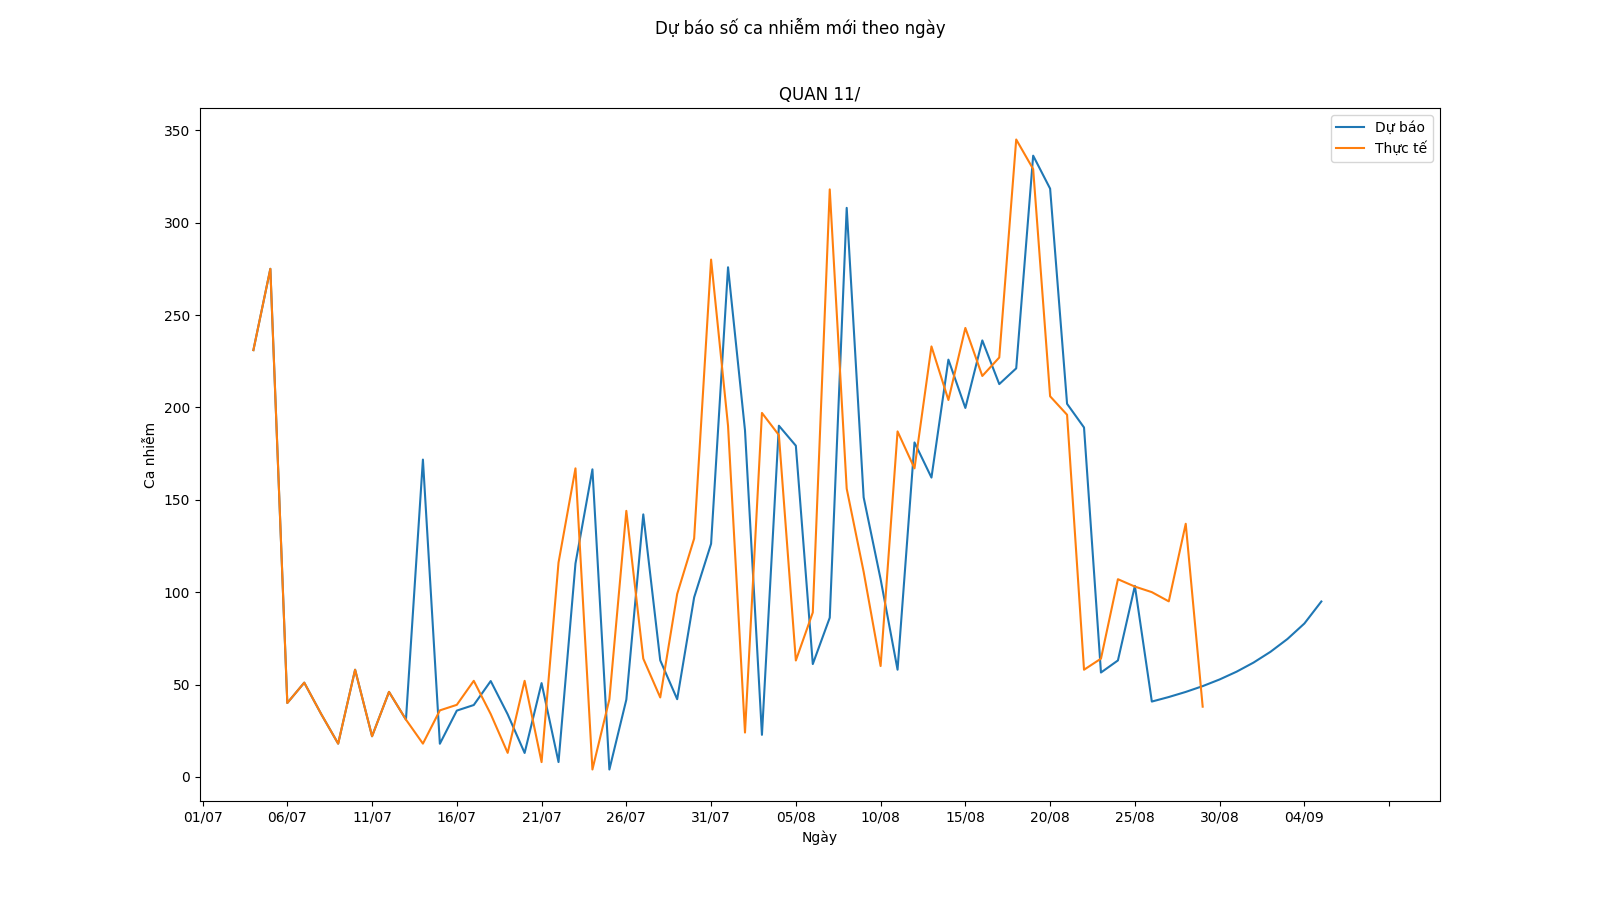 Dự báo số ca nhiễm mới theo ngày
QUAN 11/
Dự báo
Thực tế
350
300
250
200
150
100
50
0
Ca nhiễm
01/07 06/07 11/07 16/07 21/07 26/07 31/07 05/08 10/08 15/08 20/08 25/08 30/08 04/09
Ngày